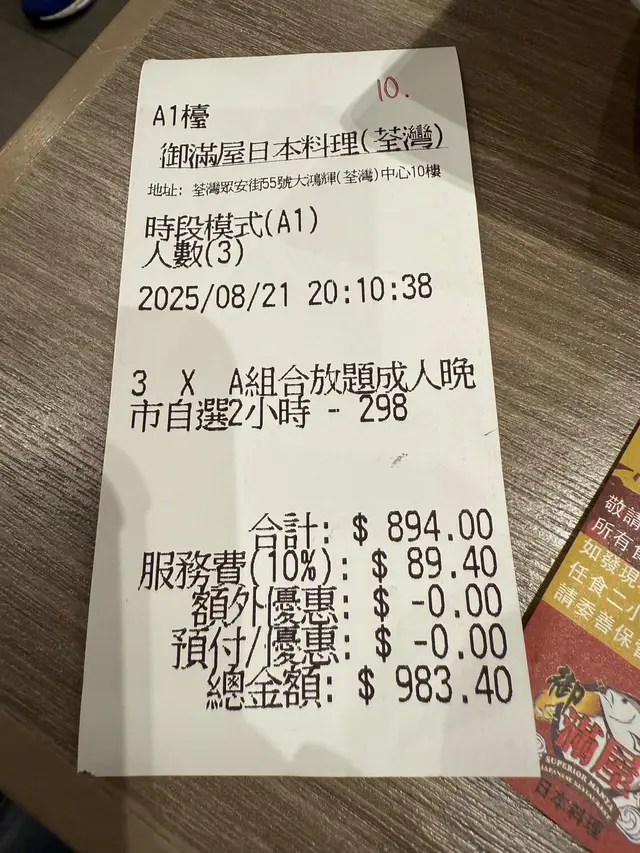 10.
A1檯
御滿屋日本料理(荃灣)
地址: 荃灣眾安街55號大鴻輝(荃灣)中心10樓
時段模式(A1)
人數(3)
2025/08/21 20:10:38
3 X A組合放題成人晚
市自選2小時 - 298
合計: $ 894.00
服務費(10%): $ 89.40
額外優惠: $ -0.00
預付/優惠: $ -0.00
總金額: $ 983.40
敬請
所有
如發現
任食二小
請妥善保
御滿屋
SUPERIOR
JAPANESE RESTAURANT
日本料理